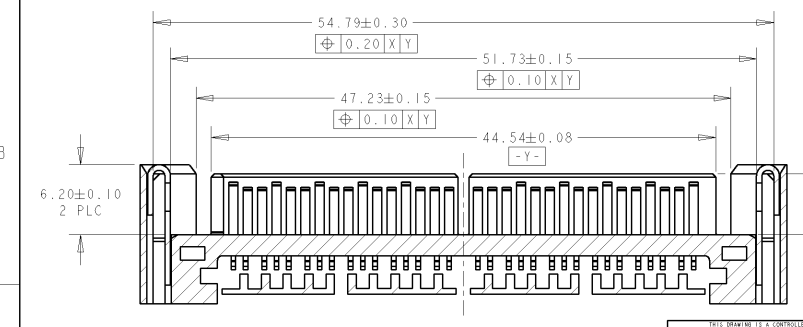 54.79±0.30
⌖ 0.20 X Y
51.73±0.15
⌖ 0.10 X Y
47.23±0.15
⌖ 0.10 X Y
44.54±0.08
-Y-
B
6.20±0.10
2 PLC
THIS DRAWING IS A CONTROLLE